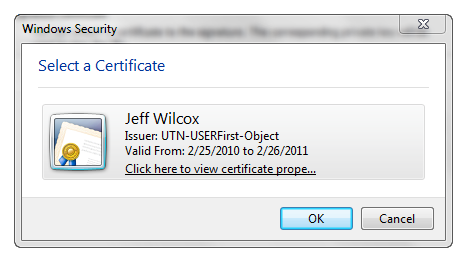 Windows Security
Select a Certificate
Jeff Wilcox
Issuer: UTN-USERFirst-Object
Valid From: 2/25/2010 to 2/26/2011
Click here to view certificate prope...
OK
Cancel